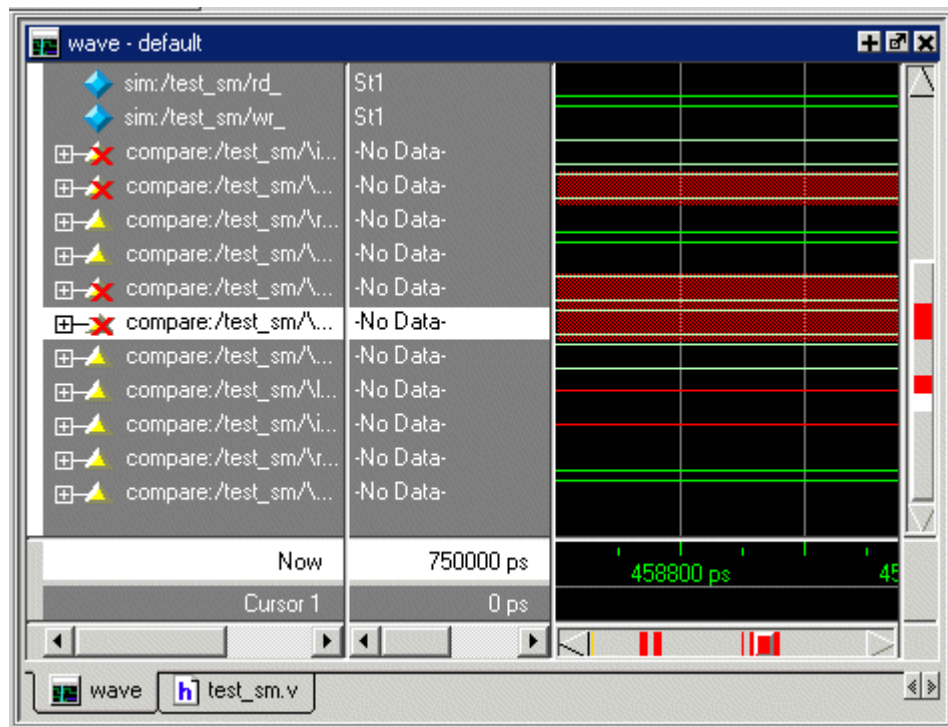 wave - default
sim:/test_sm/rd_ St1
sim:/test_sm/wr_ St1
compare:/test_sm/\i... -No Data-
compare:/test_sm/\... -No Data-
compare:/test_sm/\r... -No Data-
compare:/test_sm/\... -No Data-
compare:/test_sm/\... -No Data-
compare:/test_sm/\... -No Data-
compare:/test_sm/\... -No Data-
compare:/test_sm/\l... -No Data-
compare:/test_sm/\i... -No Data-
compare:/test_sm/\r... -No Data-
compare:/test_sm/\... -No Data-
Now 750000 ps 458800 ps 45
Cursor 1 0 ps
wave h test_sm.v